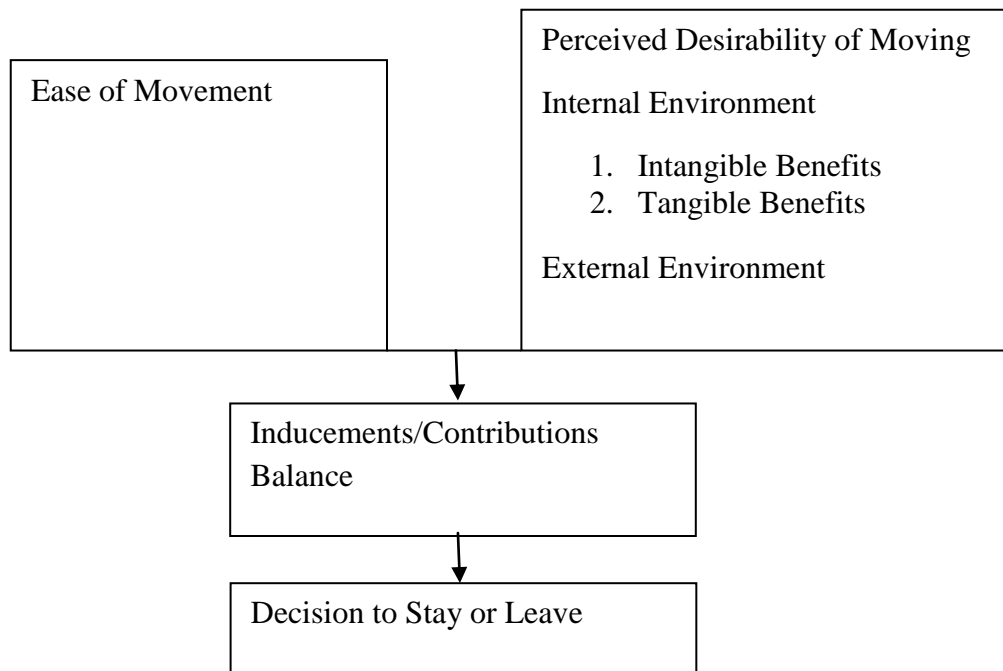 Ease of Movement
Perceived Desirability of Moving
Internal Environment
1. Intangible Benefits
2. Tangible Benefits
External Environment
Inducements/Contributions
Balance
Decision to Stay or Leave